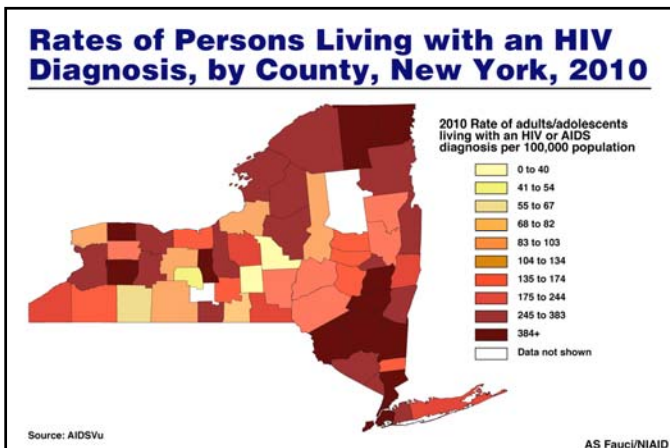 Rates of Persons Living with an HIV
Diagnosis, by County, New York, 2010
2010 Rate of adults/adolescents
living with an HIV or AIDS
diagnosis per 100,000 population
0 to 40
41 to 54
55 to 67
68 to 82
83 to 103
104 to 134
135 to 174
175 to 244
245 to 383
384+
Data not shown
Source: AIDSVu
AS Fauci/NIAID